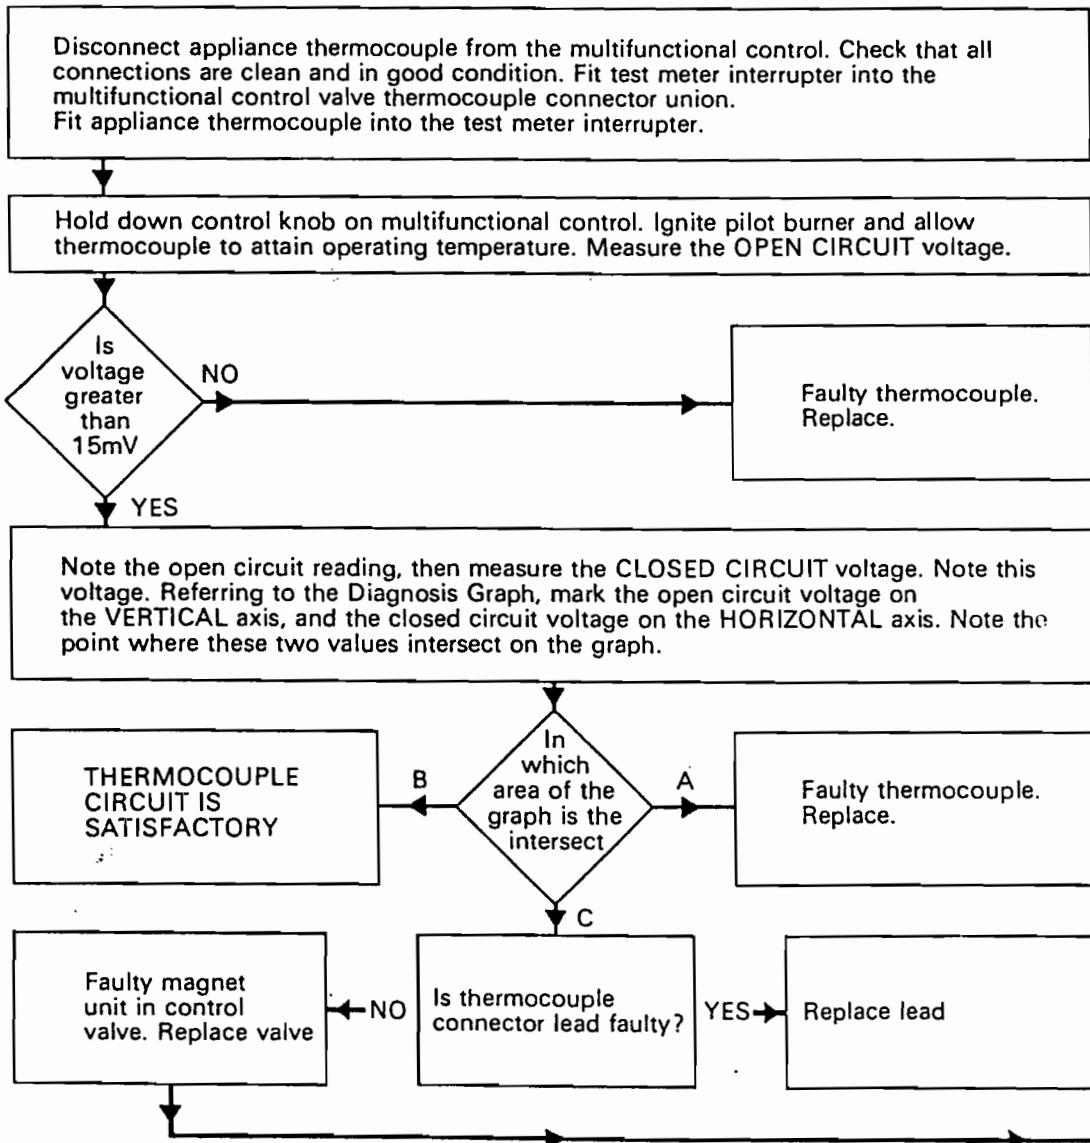 Disconnect appliance thermocouple from the multifunctional control. Check that all
connections are clean and in good condition. Fit test meter interrupter into the
multifunctional control valve thermocouple connector union.
Fit appliance thermocouple into the test meter interrupter.
Hold down control knob on multifunctional control. Ignite pilot burner and allow
thermocouple to attain operating temperature. Measure the OPEN CIRCUIT voltage.
Is
voltage
greater
than
15mV
NO
Faulty thermocouple.
Replace.
YES
Note the open circuit reading, then measure the CLOSED CIRCUIT voltage. Note this
voltage. Referring to the Diagnosis Graph, mark the open circuit voltage on
the VERTICAL axis, and the closed circuit voltage on the HORIZONTAL axis. Note the
point where these two values intersect on the graph.
In
which
area of the
graph is the
intersect
B
THERMOCOUPLE
CIRCUIT IS
SATISFACTORY
A
Faulty thermocouple.
Replace.
C
Is thermocouple
connector lead faulty?
NO
Faulty magnet
unit in control
valve. Replace valve
YES
Replace lead